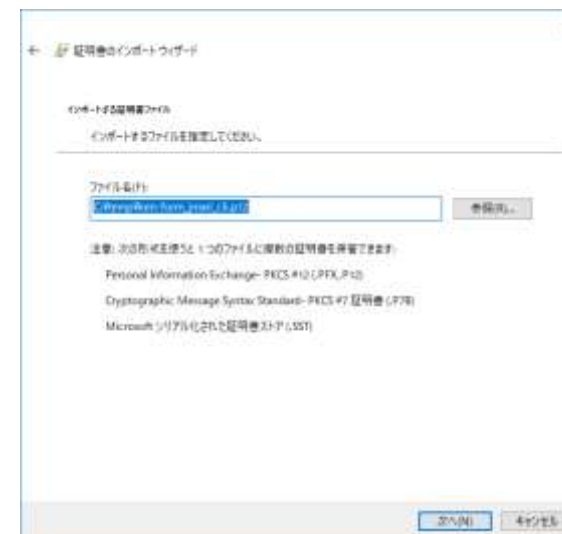 証明書のインポート ウィザード
インポートする証明書ファイル
インポートするファイルを指定してください。
ファイル名(F):
参照(R)...
注意: 次の形式を使うと 1 つのファイルに複数の証明書を保管できます:
Personal Information Exchange- PKCS #12 (.PFX,.P12)
Cryptographic Message Syntax Standard- PKCS #7 証明書 (.P7B)
Microsoft シリアル化された証明書ストア (.SST)
次へ(N)
キャンセル